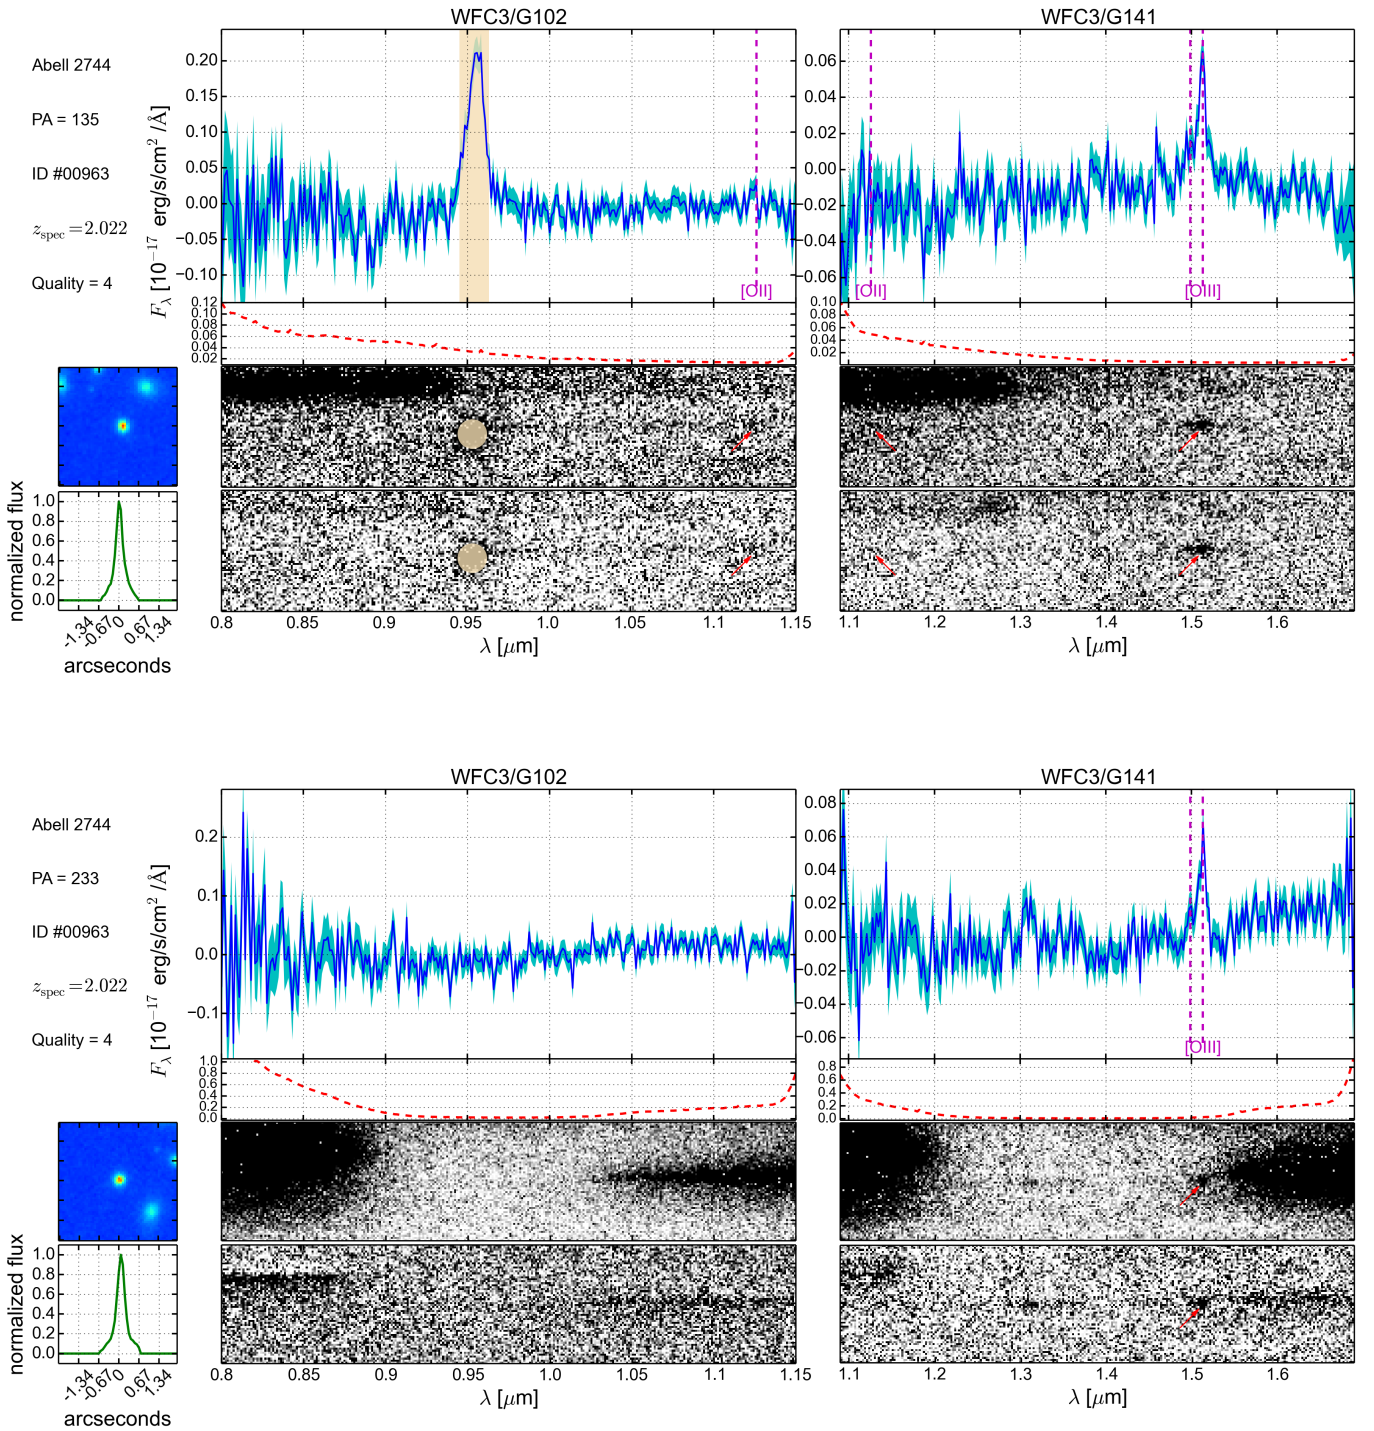 WFC3/G102
WFC3/G141
Abell 2744
PA = 135
ID #00963
z_spec = 2.022
Quality = 4
F_λ [10^−17 erg/s/cm^2/Å]
0.20
0.15
0.10
0.05
0.00
−0.05
−0.10
[OII]
0.06
0.04
0.02
0.00
−0.02
−0.04
−0.06
[OII]
[OIII]
0.12
0.10
0.08
0.06
0.04
0.02
0.10
0.08
0.06
0.04
0.02
normalized flux
1.0
0.8
0.6
0.4
0.2
0.0
-1.34
-0.67
0
0.67
1.34
arcseconds
0.8 0.85 0.9 0.95 1.0 1.05 1.1 1.15
λ [μm]
1.1 1.2 1.3 1.4 1.5 1.6
λ [μm]
WFC3/G102
WFC3/G141
Abell 2744
PA = 233
ID #00963
z_spec = 2.022
Quality = 4
F_λ [10^−17 erg/s/cm^2/Å]
0.2
0.1
0.0
−0.1
0.08
0.06
0.04
0.02
0.00
−0.02
−0.04
−0.06
[OIII]
1.0
0.8
0.6
0.4
0.2
0.0
0.8
0.6
0.4
0.2
0.0
normalized flux
1.0
0.8
0.6
0.4
0.2
0.0
-1.34
-0.67
0
0.67
1.34
arcseconds
0.8 0.85 0.9 0.95 1.0 1.05 1.1 1.15
λ [μm]
1.1 1.2 1.3 1.4 1.5 1.6
λ [μm]